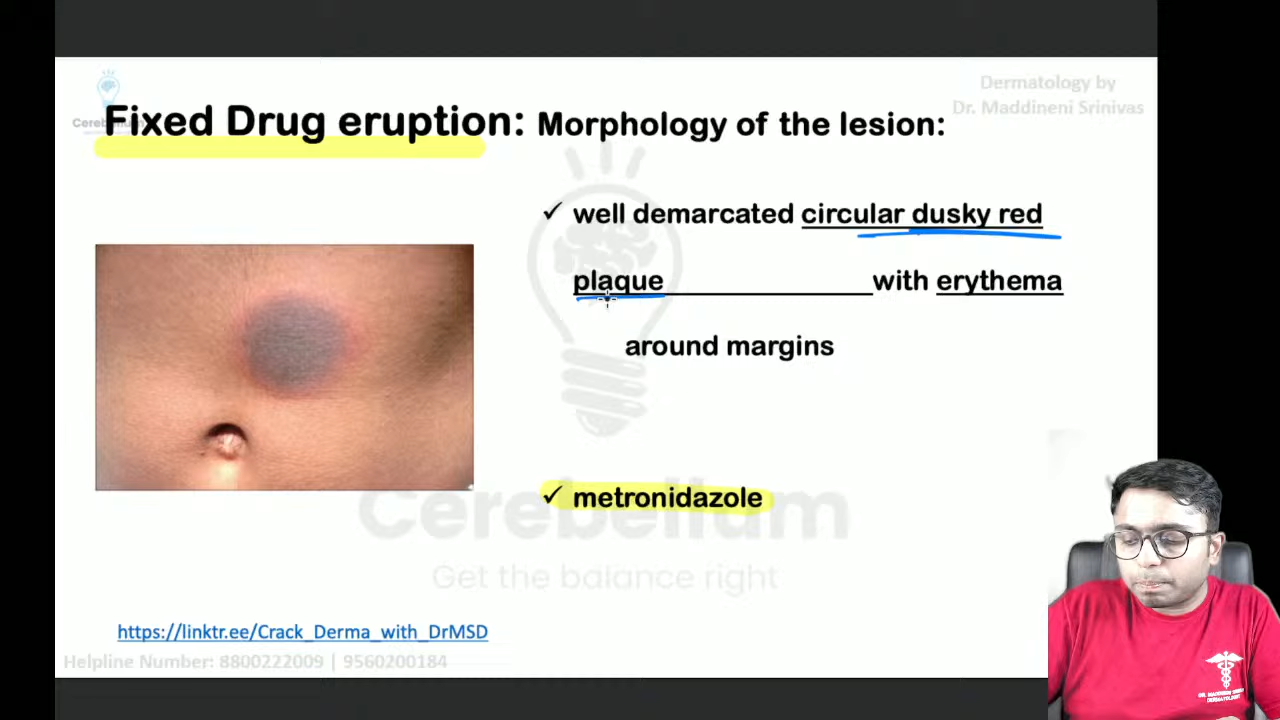 Dermatology by
Dr. Maddineni Srinivas
Fixed Drug eruption: Morphology of the lesion:
✓ well demarcated circular dusky red
plaque with erythema
around margins
✓ metronidazole
Cerebellam
Get the balance right
https://linktr.ee/Crack_Derma_with_DrMSD
Helpline Number: 8800222009 | 9560200184